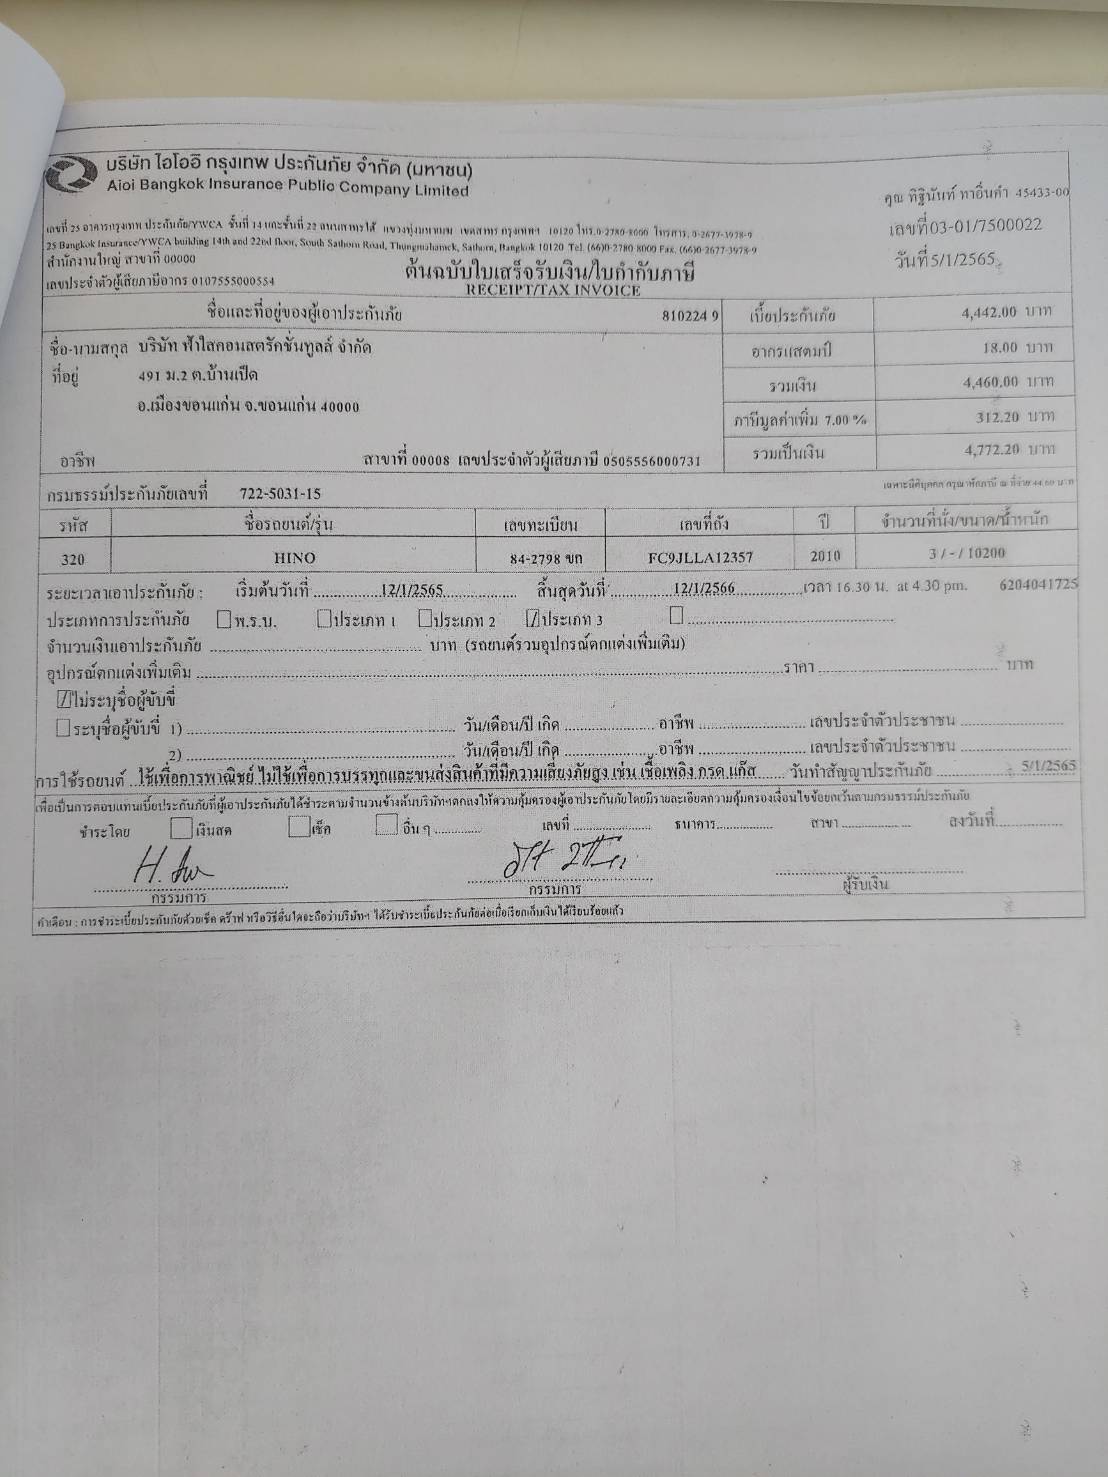 บริษัท ไอโออิ กรุงเทพ ประกันภัย จำกัด (มหาชน)
Aioi Bangkok Insurance Public Company Limited
คุณ ทิฐินันท์ ทาอิ่นคำ 45433-00
เลขที่ 25 อาคารกรุงเทพ ประกันภัย/YWCA ชั้นที่ 14 และชั้นที่ 22 ถนนสาทรใต้ แขวงทุ่งมหาเมฆ เขตสาทร กรุงเทพฯ 10120 โทร.0-2780-8000 โทรสาร. 0-2677-3978-9
25 Bangkok Insurance/YWCA building 14th and 22nd floor, South Sathorn Road, Thungmahamek, Sathorn, Bangkok 10120 Tel. (66)0-2780 8000 Fax. (66)0-2677-3978-9
เลขที่03-01/7500022
สำนักงานใหญ่ สาขาที่ 00000
วันที่5/1/2565
ต้นฉบับใบเสร็จรับเงิน/ใบกำกับภาษี
เลขประจำตัวผู้เสียภาษีอากร 0107555000554
RECEIPT/TAX INVOICE
ชื่อและที่อยู่ของผู้เอาประกันภัย 810224 9 เบี้ยประกันภัย 4,442.00 บาท
ชื่อ-นามสกุล บริษัท ฟ้าใสคอนสตรัคชั่นทูลส์ จำกัด อากรแสตมป์ 18.00 บาท
ที่อยู่ 491 ม.2 ต.บ้านเป็ด รวมเงิน 4,460.00 บาท
อ.เมืองขอนแก่น จ.ขอนแก่น 40000 ภาษีมูลค่าเพิ่ม 7.00 % 312.20 บาท
อาชีพ สาขาที่ 00008 เลขประจำตัวผู้เสียภาษี 0505556000731 รวมเป็นเงิน 4,772.20 บาท
กรมธรรม์ประกันภัยเลขที่ 722-5031-15 เฉพาะนิติบุคคล กรุณาหักภาษี ณ ที่จ่าย 44.60 บาท
รหัส ชื่อรถยนต์/รุ่น เลขทะเบียน เลขที่ถัง ปี จำนวนที่นั่ง/ขนาด/น้ำหนัก
320 HINO 84-2798 ขก FC9JLLA12357 2010 3 / - / 10200
ระยะเวลาเอาประกันภัย : เริ่มต้นวันที่ 12/1/2565 สิ้นสุดวันที่ 12/1/2566 เวลา 16.30 น. at 4.30 pm. 6204041725
ประเภทการประกันภัย พ.ร.บ. ประเภท 1 ประเภท 2 ประเภท 3
จำนวนเงินเอาประกันภัย บาท (รถยนต์รวมอุปกรณ์ตกแต่งเพิ่มเติม)
อุปกรณ์ตกแต่งเพิ่มเติม ราคา บาท
ไม่ระบุชื่อผู้ขับขี่
ระบุชื่อผู้ขับขี่ 1) วัน/เดือน/ปี เกิด อาชีพ เลขประจำตัวประชาชน
2) วัน/เดือน/ปี เกิด อาชีพ เลขประจำตัวประชาชน
การใช้รถยนต์ ใช้เพื่อการพาณิชย์ ไม่ใช้เพื่อการบรรทุกและขนส่งสินค้าที่มีความเสี่ยงภัยสูง เช่น เชื้อเพลิง กรด แก๊ส วันทำสัญญาประกันภัย 5/1/2565
เพื่อเป็นการตอบแทนเบี้ยประกันภัยที่ผู้เอาประกันภัยได้ชำระตามจำนวนข้างต้นบริษัทฯตกลงให้ความคุ้มครองผู้เอาประกันภัยโดยมีรายละเอียดความคุ้มครองเงื่อนไขข้อยกเว้นตามกรมธรรม์ประกันภัย
ชำระโดย เงินสด เช็ค อื่น ๆ เลขที่ ธนาคาร สาขา ลงวันที่
กรรมการ กรรมการ ผู้รับเงิน
คำเตือน : การชำระเบี้ยประกันภัยด้วยเช็ค ดร๊าฟ หรือวิธีอื่นใดจะถือว่าบริษัทฯ ได้รับชำระเบี้ยประกันภัยต่อเมื่อเรียกเก็บเงินได้เรียบร้อยแล้ว